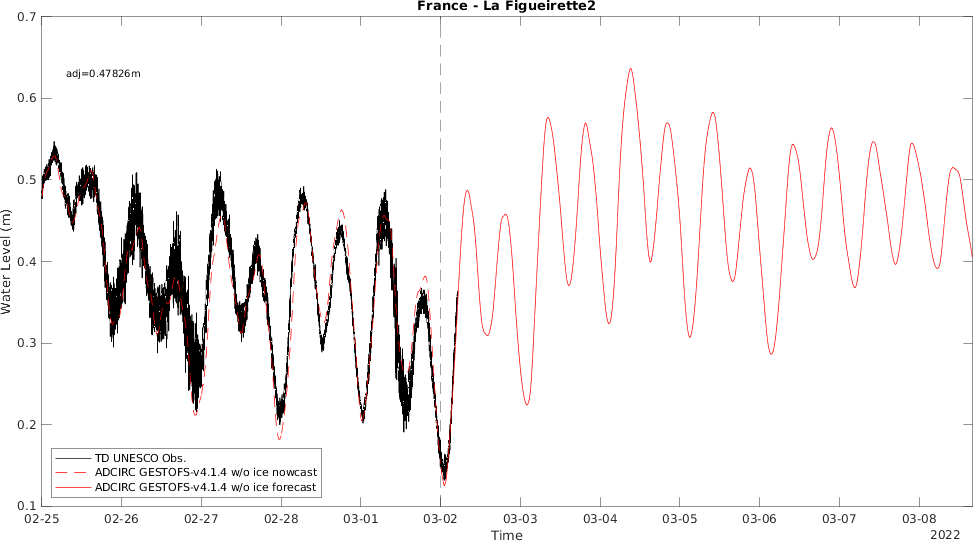 France - La Figueirette2
adj=0.47826m
Water Level (m)
0.7
0.6
0.5
0.4
0.3
0.2
0.1
TD UNESCO Obs.
ADCIRC GESTOFS-v4.1.4 w/o ice nowcast
ADCIRC GESTOFS-v4.1.4 w/o ice forecast
02-25 02-26 02-27 02-28 03-01 03-02 03-03 03-04 03-05 03-06 03-07 03-08
2022
Time